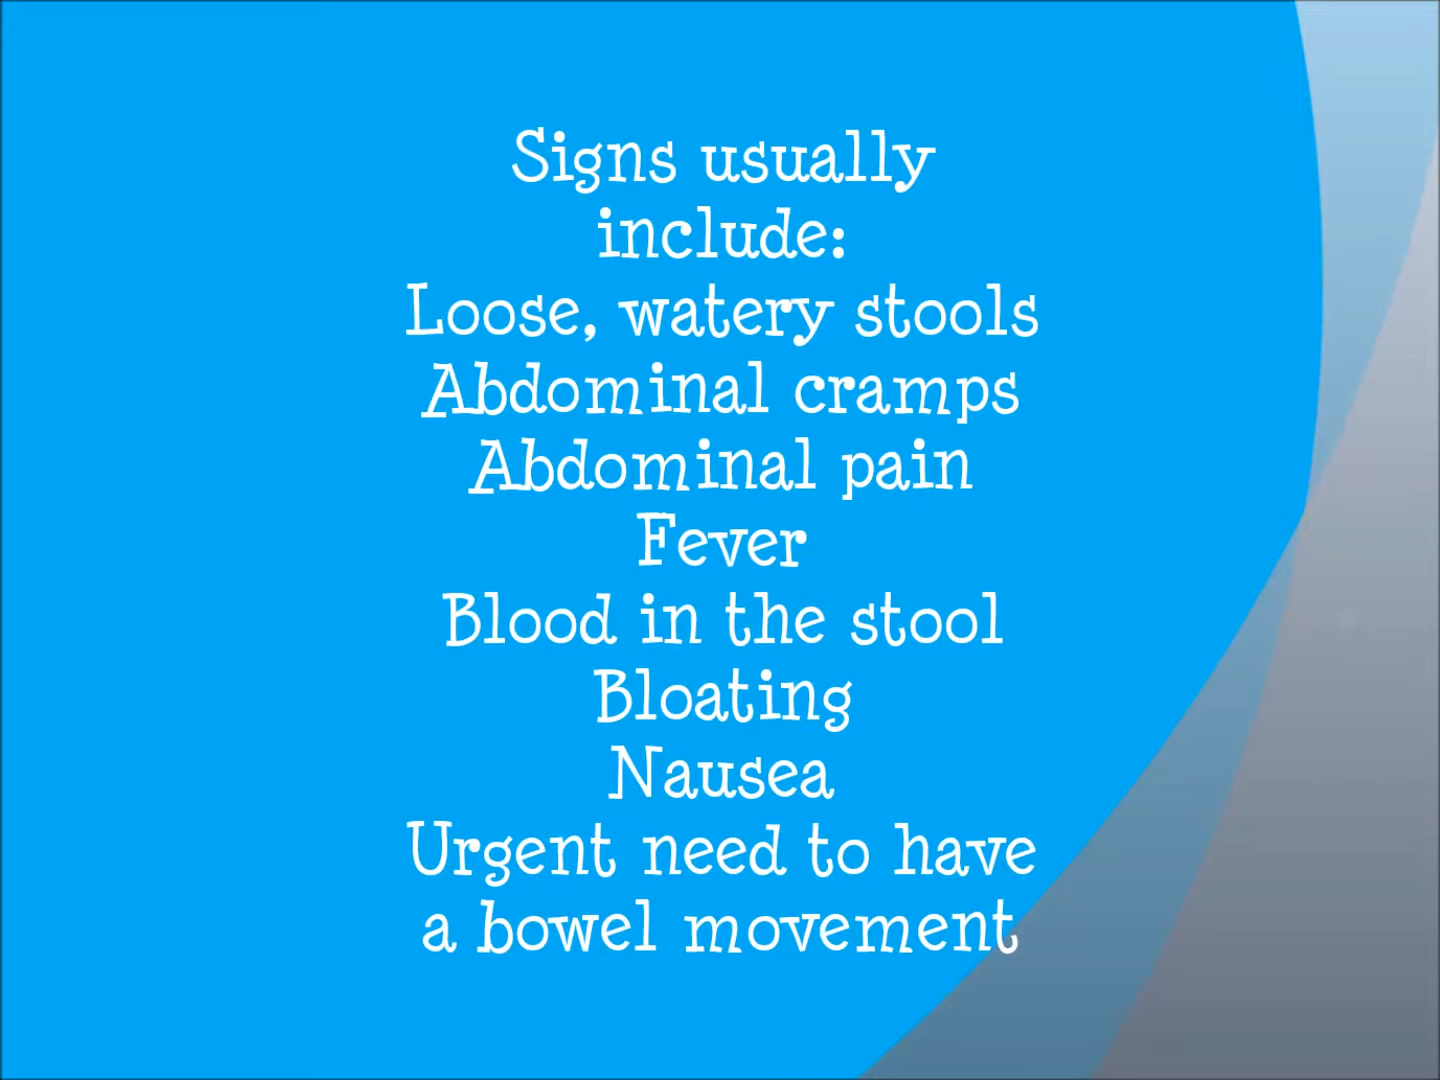 Signs usually
include:
Loose, watery stools
Abdominal cramps
Abdominal pain
Fever
Blood in the stool
Bloating
Nausea
Urgent need to have
a bowel movement